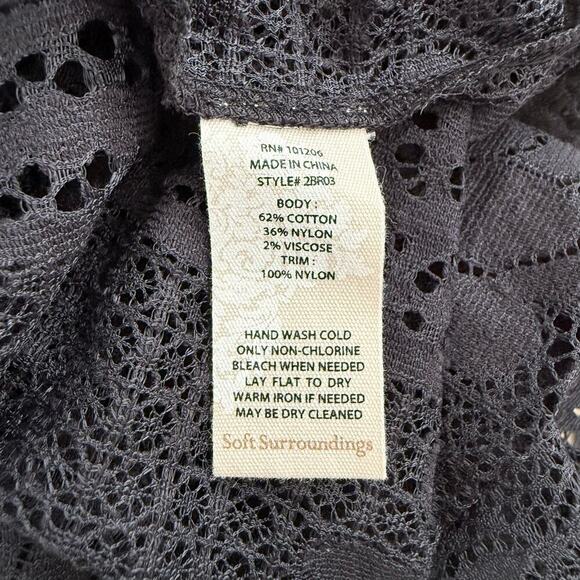 RN# 101206
MADE IN CHINA
STYLE# 2BR03
BODY :
62% COTTON
36% NYLON
2% VISCOSE
TRIM :
100% NYLON
HAND WASH COLD
ONLY NON-CHLORINE
BLEACH WHEN NEEDED
LAY FLAT TO DRY
WARM IRON IF NEEDED
MAY BE DRY CLEANED
Soft Surroundings